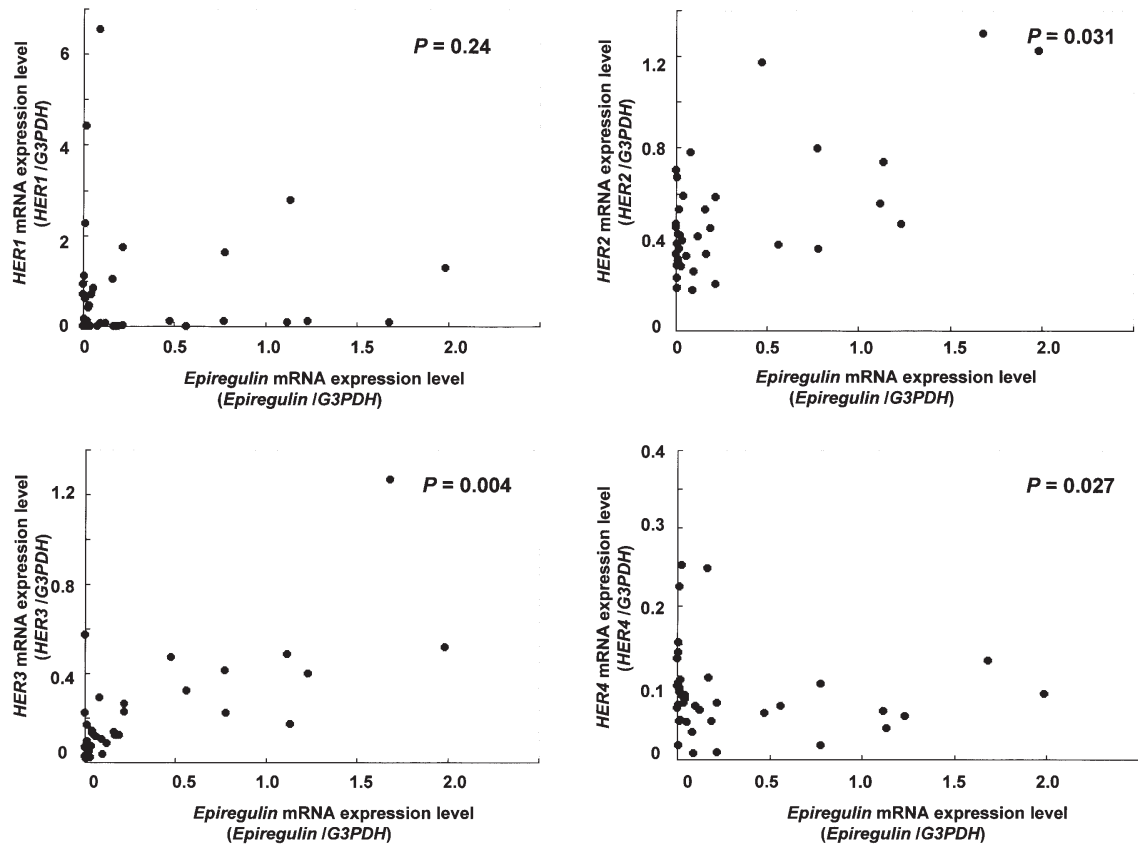 P = 0.24
HER1 mRNA expression level
(HER1 /G3PDH)
6
4
2
0
0 0.5 1.0 1.5 2.0
Epiregulin mRNA expression level
(Epiregulin /G3PDH)
P = 0.031
HER2 mRNA expression level
(HER2 /G3PDH)
1.2
0.8
0.4
0
0 0.5 1.0 1.5 2.0
Epiregulin mRNA expression level
(Epiregulin /G3PDH)
P = 0.004
HER3 mRNA expression level
(HER3 /G3PDH)
1.2
0.8
0.4
0
0 0.5 1.0 1.5 2.0
Epiregulin mRNA expression level
(Epiregulin /G3PDH)
P = 0.027
HER4 mRNA expression level
(HER4 /G3PDH)
0.4
0.3
0.2
0.1
0
0 0.5 1.0 1.5 2.0
Epiregulin mRNA expression level
(Epiregulin /G3PDH)